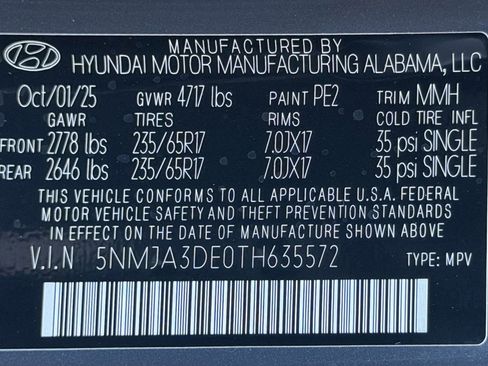 MANUFACTURED BY
HYUNDAI MOTOR MANUFACTURING ALABAMA, LLC
Oct/01/25 GVWR 4717 lbs PAINT PE2 TRIM MMH
GAWR TIRES RIMS COLD TIRE INFL
FRONT 2778 lbs 235/65R17 7.0JX17 35 psi SINGLE
REAR 2646 lbs 235/65R17 7.0JX17 35 psi SINGLE
THIS VEHICLE CONFORMS TO ALL APPLICABLE U.S.A. FEDERAL
MOTOR VEHICLE SAFETY AND THEFT PREVENTION STANDARDS
IN EFFECT ON THE DATE OF MANUFACTURE SHOWN ABOVE.
V.I.N 5NMJA3DE0TH635572 TYPE: MPV